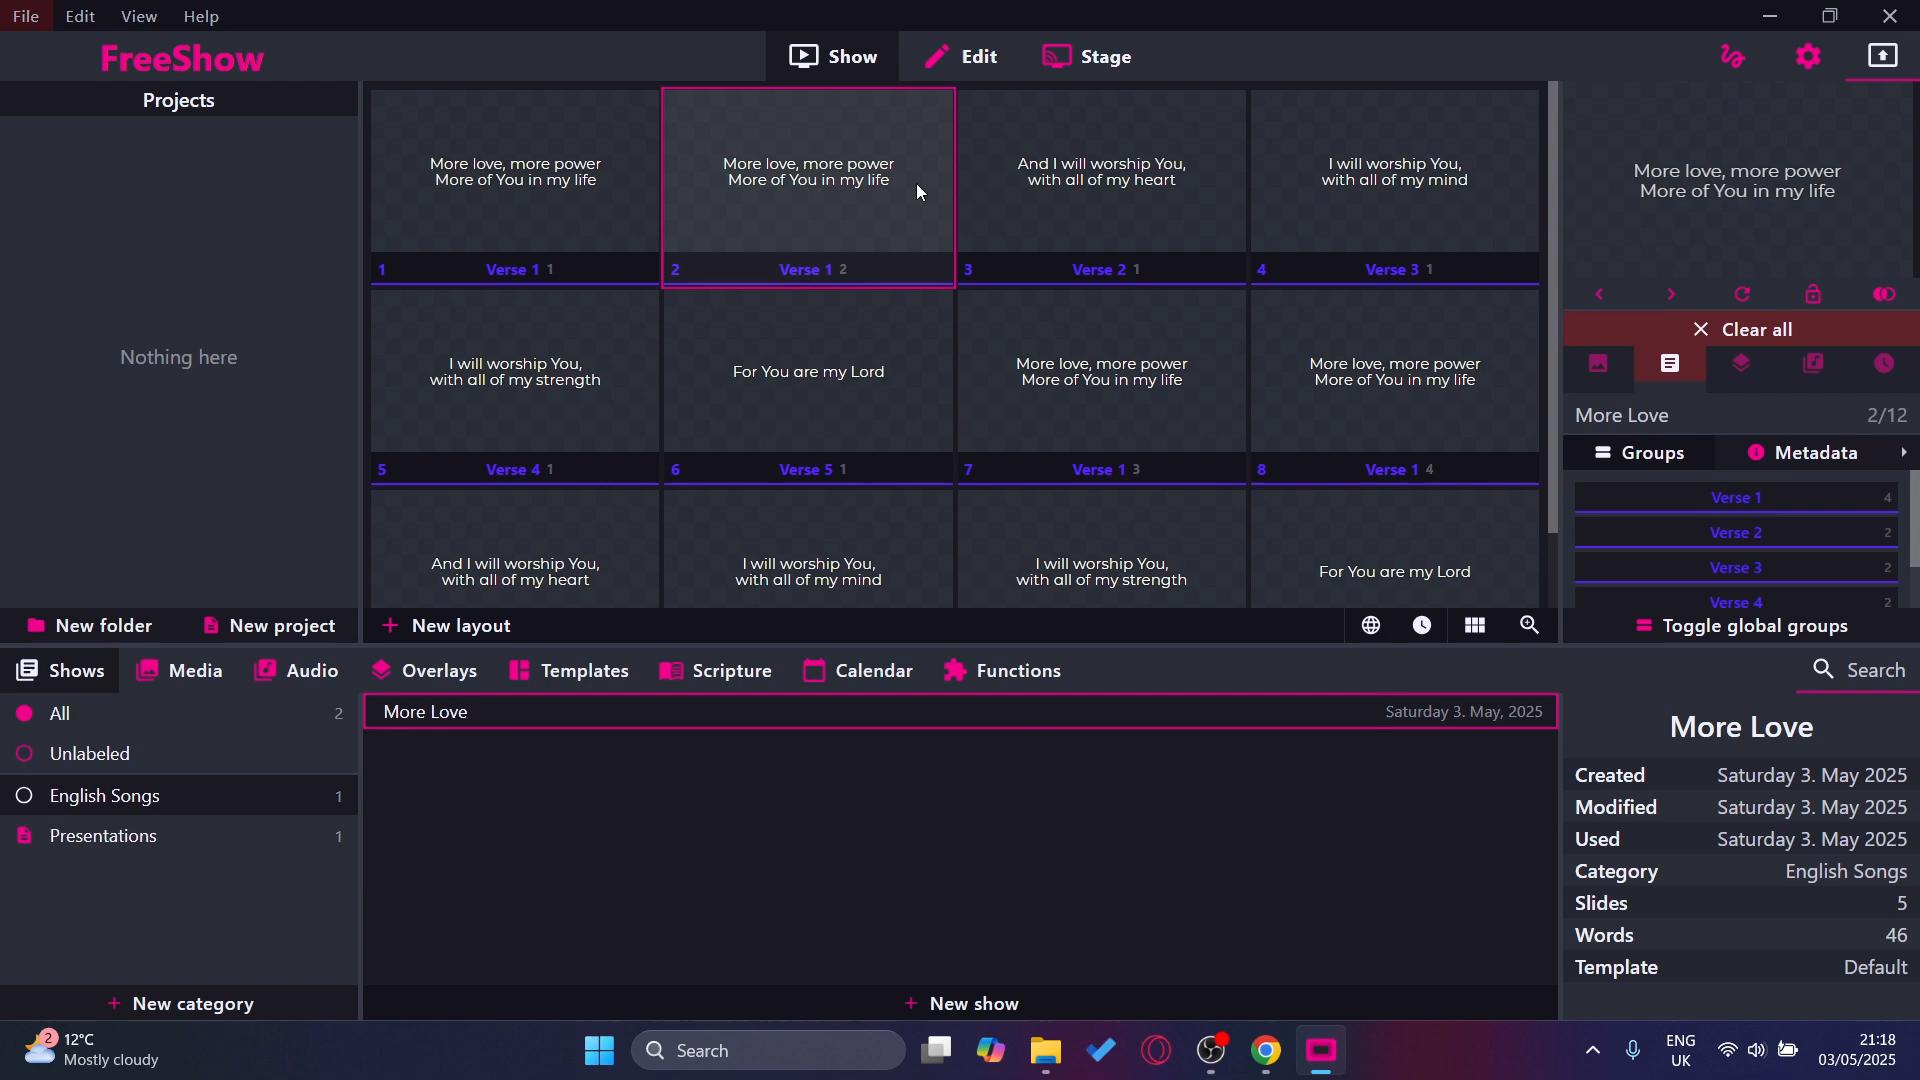 File Edit View Help
FreeShow
Show Edit Stage
Projects
Nothing here
New folder New project
More love, more power
More of You in my life
1 Verse 1 1
More love, more power
More of You in my life
2 Verse 1 2
And I will worship You,
with all of my heart
3 Verse 2 1
I will worship You,
with all of my mind
4 Verse 3 1
I will worship You,
with all of my strength
5 Verse 4 1
For You are my Lord
6 Verse 5 1
More love, more power
More of You in my life
7 Verse 1 3
More love, more power
More of You in my life
8 Verse 1 4
And I will worship You,
with all of my heart
I will worship You,
with all of my mind
I will worship You,
with all of my strength
For You are my Lord
+ New layout
More love, more power
More of You in my life
Clear all
More Love 2/12
Groups Metadata
Verse 1 4
Verse 2 2
Verse 3 2
Verse 4 2
Toggle global groups
Shows Media Audio Overlays Templates Scripture Calendar Functions Search
All 2
Unlabeled
English Songs 1
Presentations 1
+ New category
More Love Saturday 3. May, 2025
+ New show
More Love
Created Saturday 3. May 2025
Modified Saturday 3. May 2025
Used Saturday 3. May 2025
Category English Songs
Slides 5
Words 46
Template Default
2 12°C
Mostly cloudy
Search
ENG
UK
21:18
03/05/2025